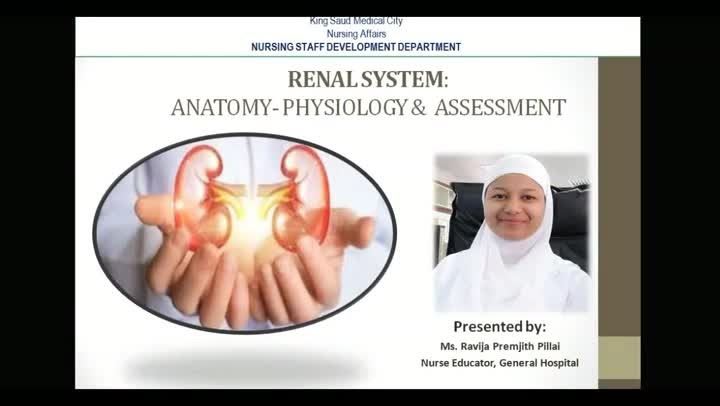 King Saud Medical City
Nursing Affairs
NURSING STAFF DEVELOPMENT DEPARTMENT
RENAL SYSTEM:
ANATOMY- PHYSIOLOGY & ASSESSMENT
Presented by:
Ms. Ravija Premjith Pillai
Nurse Educator, General Hospital